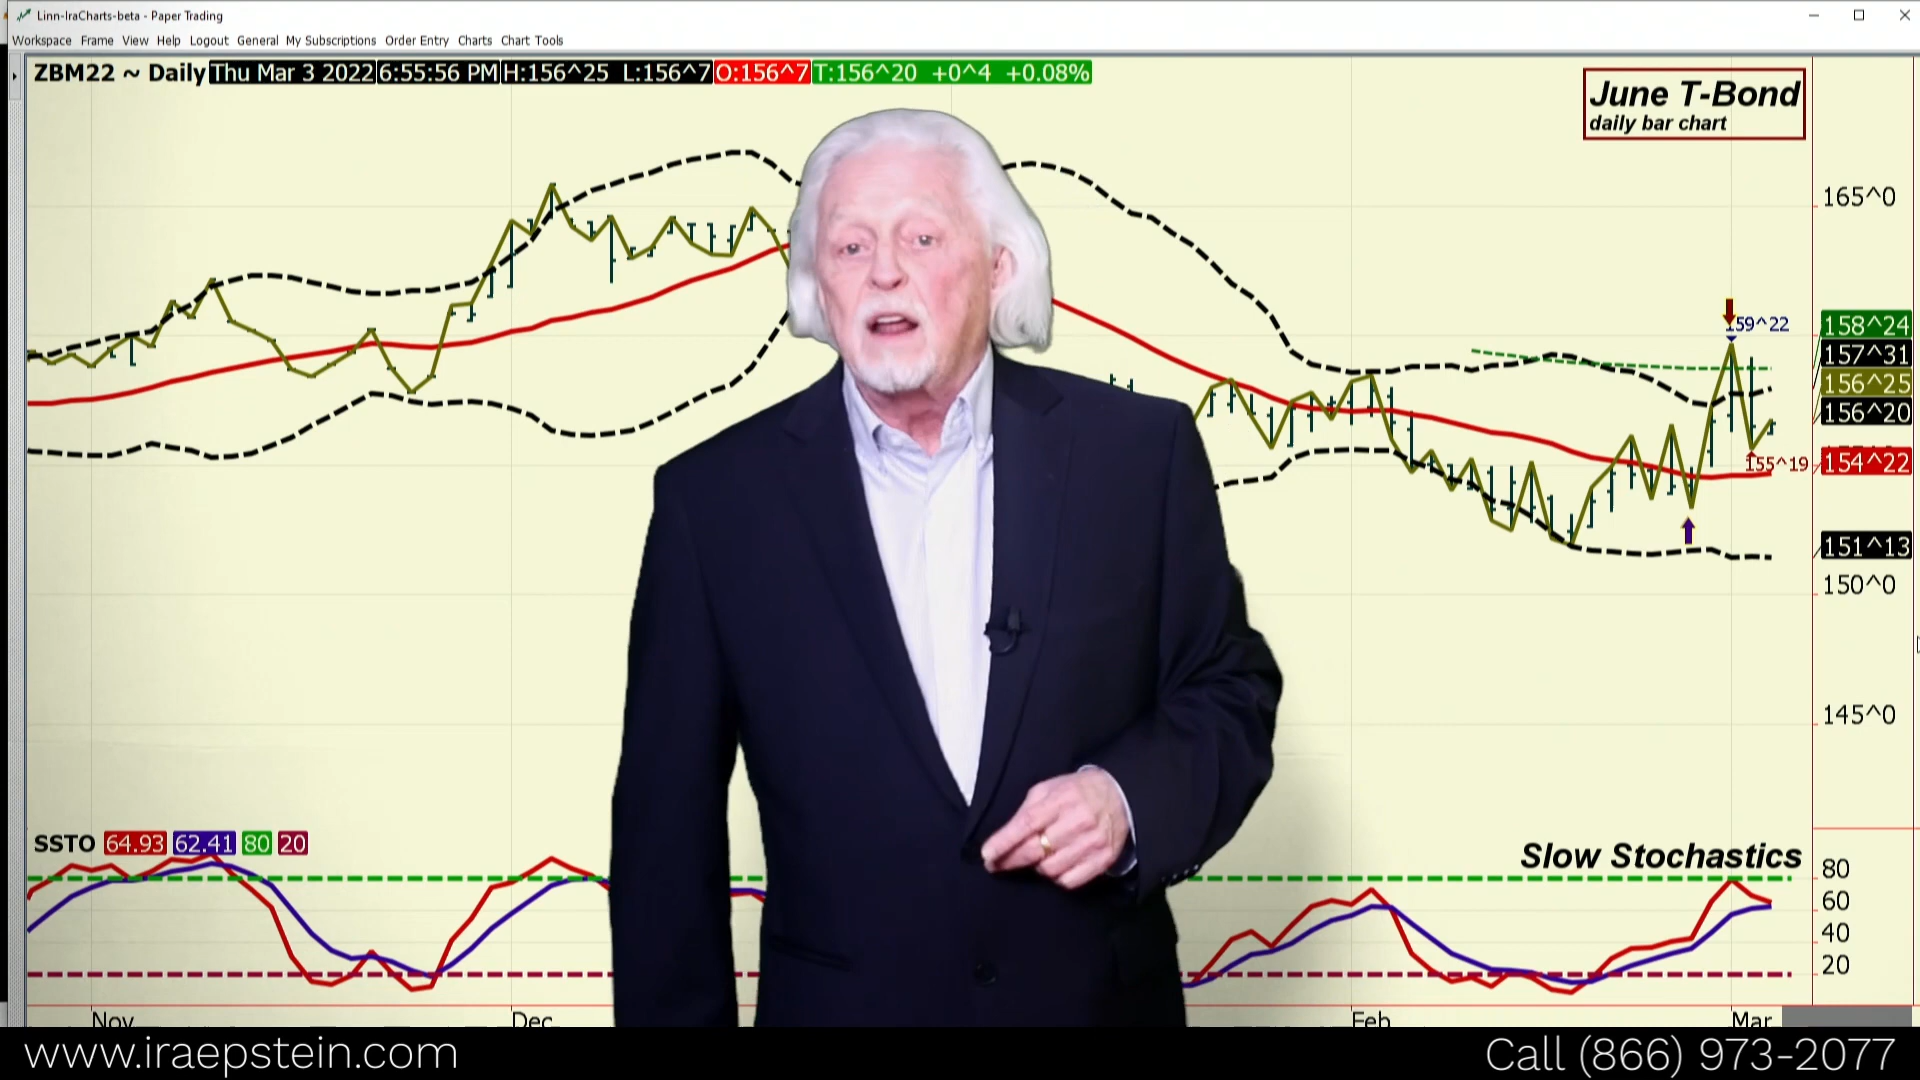 Linn-IraCharts-beta - Paper Trading
Workspace Frame View Help Logout General My Subscriptions Order Entry Charts Chart Tools
ZBM22 ~ Daily Thu Mar 3 2022 6:55:56 PM H:156^25 L:156^7 O:156^7 T:156^20 +0^4 +0.08%
June T-Bond
daily bar chart
165^0
159^22
158^24
157^31
156^25
156^20
155^19
154^22
151^13
150^0
145^0
SSTO 64.93 62.41 80 20
Slow Stochastics
80
60
40
20
Nov Dec Feb Mar
www.iraepstein.com
Call (866) 973-2077